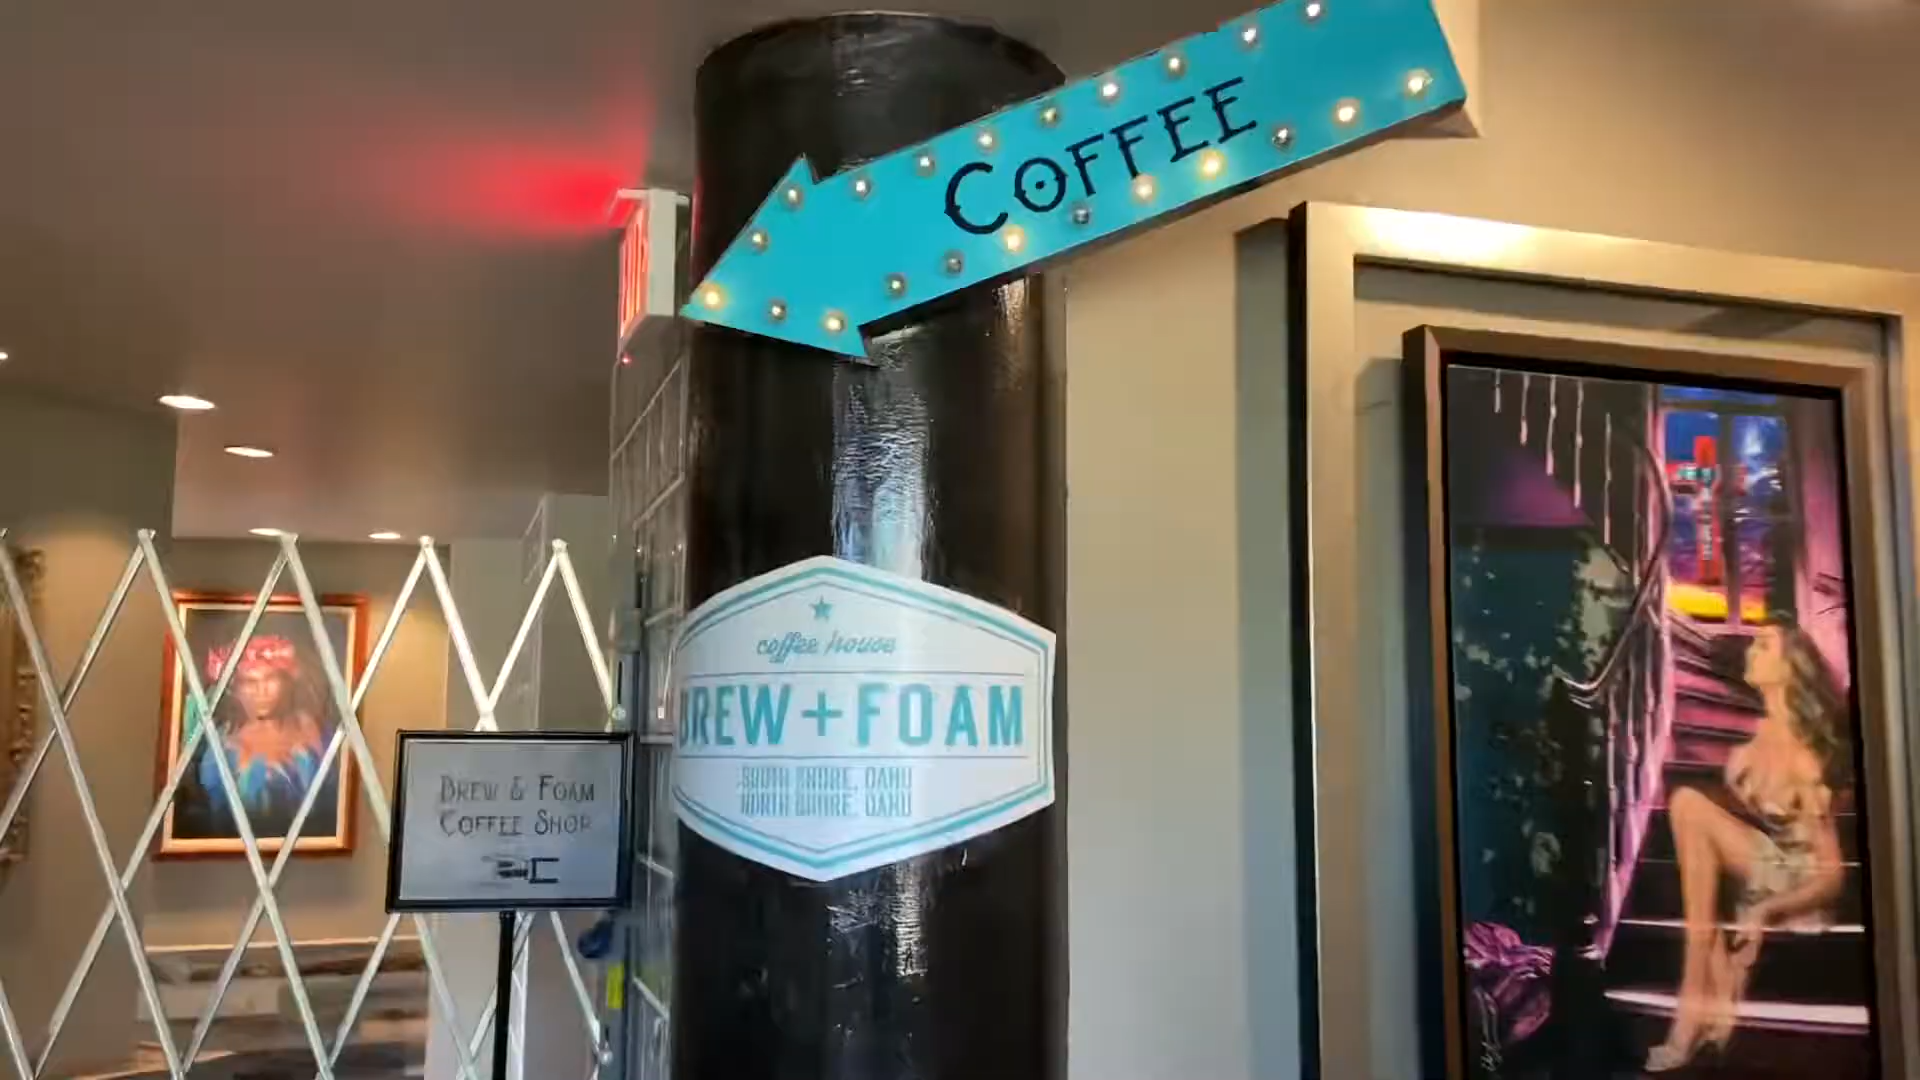 COFFEE
coffee house
BREW + FOAM
SOUTH SHORE, OAHU
NORTH SHORE, OAHU
BREW & FOAM
COFFEE SHOP